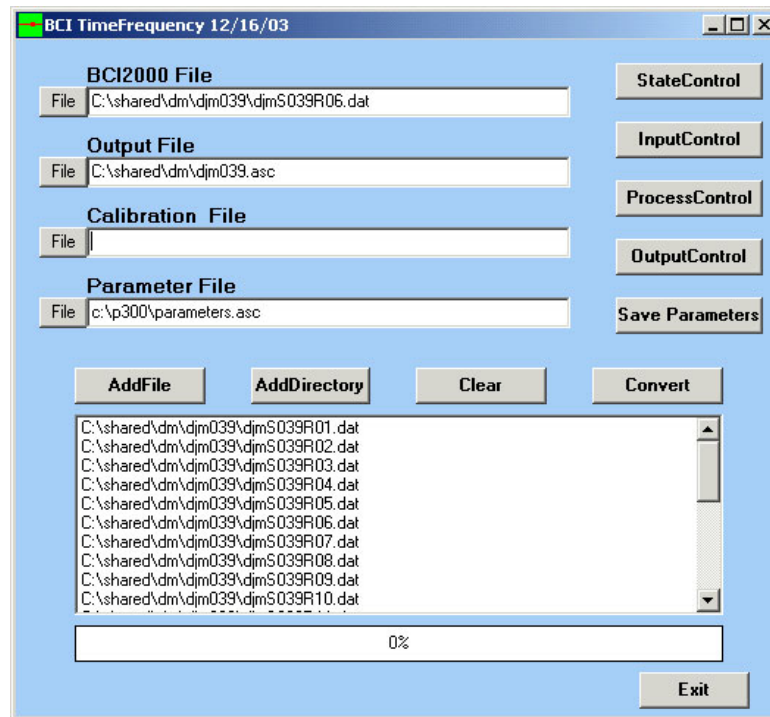 BCI TimeFrequency 12/16/03
BCI2000 File
File C:\shared\dm\djm039\djmS039R06.dat
StateControl
Output File
File C:\shared\dm\djm039.asc
InputControl
Calibration File
File
ProcessControl
Parameter File
File c:\p300\parameters.asc
OutputControl
Save Parameters
AddFile AddDirectory Clear Convert
C:\shared\dm\djm039\djmS039R01.dat
C:\shared\dm\djm039\djmS039R02.dat
C:\shared\dm\djm039\djmS039R03.dat
C:\shared\dm\djm039\djmS039R04.dat
C:\shared\dm\djm039\djmS039R05.dat
C:\shared\dm\djm039\djmS039R06.dat
C:\shared\dm\djm039\djmS039R07.dat
C:\shared\dm\djm039\djmS039R08.dat
C:\shared\dm\djm039\djmS039R09.dat
C:\shared\dm\djm039\djmS039R10.dat
0%
Exit